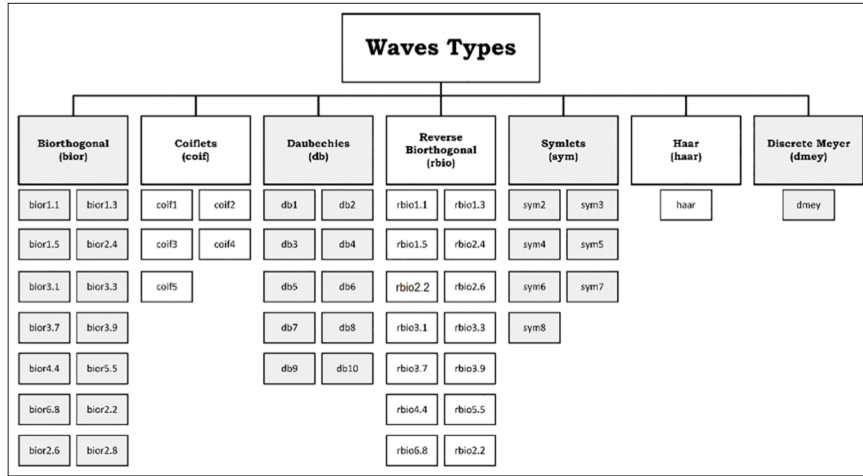 Waves Types
Biorthogonal Coiflets Daubechies Reverse Symlets Haar Discrete Meyer
(bior) (coif) (db) Biorthogonal (sym) (haar) (dmey)
(rbio)
bior1.1 bior1.3 coif1 coif2 db1 db2 rbio1.1 rbio1.3 sym2 sym3 haar dmey
bior1.5 bior2.4 coif3 coif4 db3 db4 rbio1.5 rbio2.4 sym4 sym5
bior3.1 bior3.3 coif5 db5 db6 rbio2.2 rbio2.6 sym6 sym7
bior3.7 bior3.9 db7 db8 rbio3.1 rbio3.3 sym8
bior4.4 bior5.5 db9 db10 rbio3.7 rbio3.9
bior6.8 bior2.2 rbio4.4 rbio5.5
bior2.6 bior2.8 rbio6.8 rbio2.2